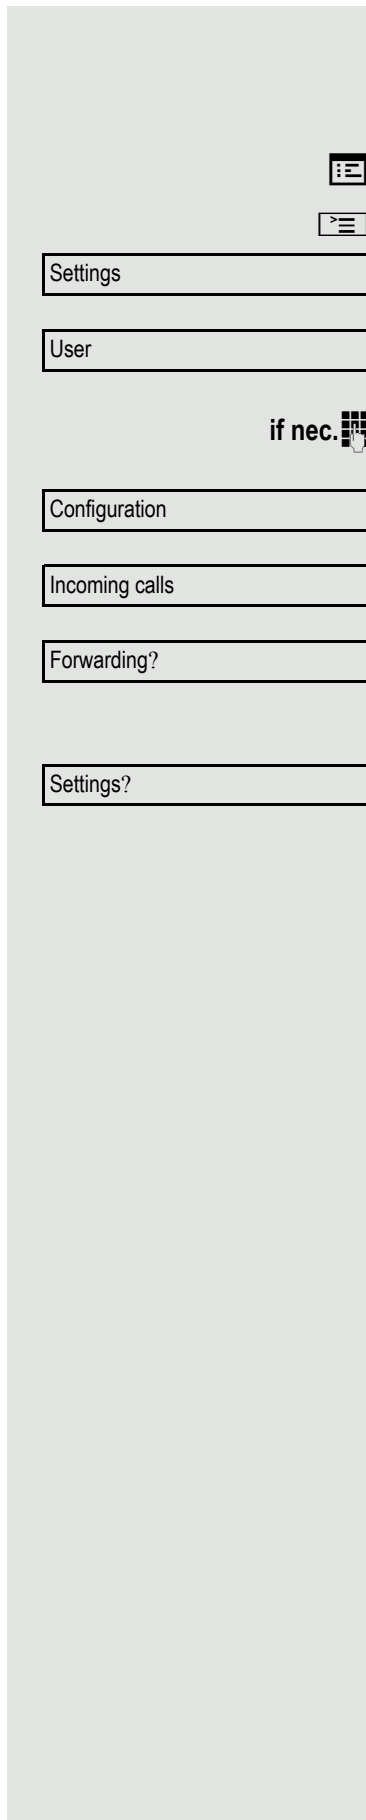 Settings
User
if nec.
Configuration
Incoming calls
Forwarding?
Settings?